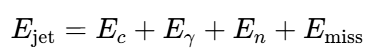 E_jet = E_c + E_γ + E_n + E_miss